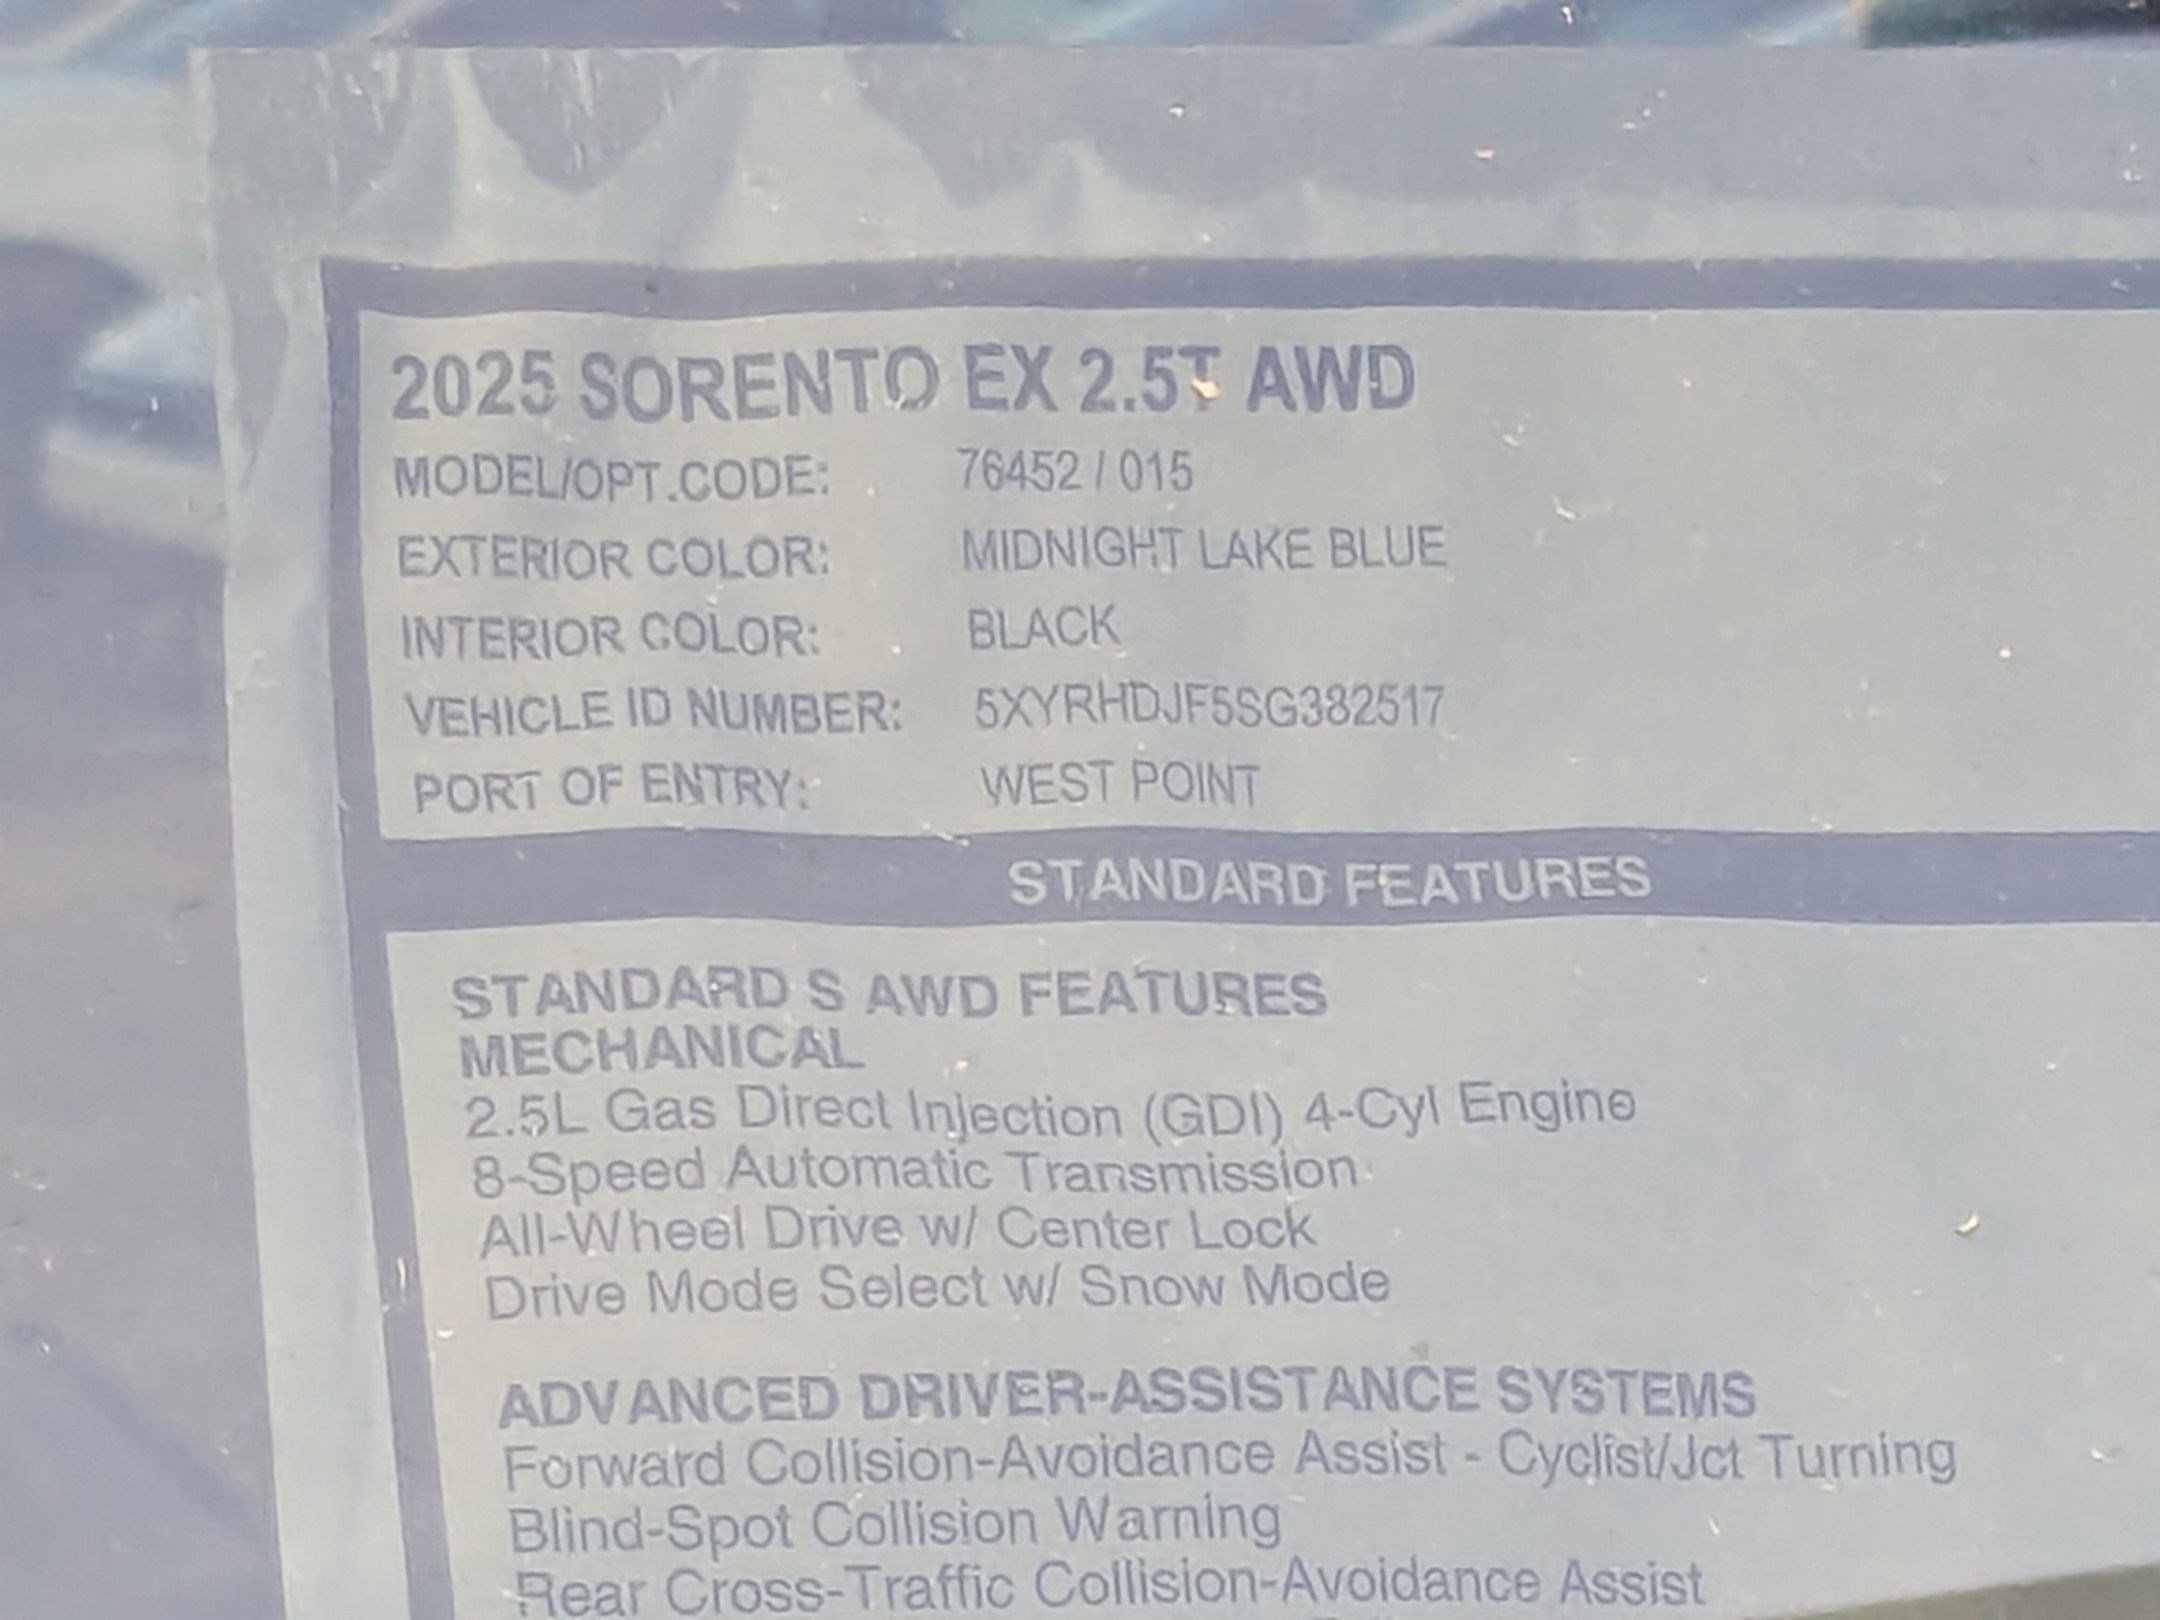 2025 SORENTO EX 2.5T AWD
MODEL/OPT.CODE: 76452 / 015
EXTERIOR COLOR: MIDNIGHT LAKE BLUE
INTERIOR COLOR: BLACK
VEHICLE ID NUMBER: 5XYRHDJF5SG382517
PORT OF ENTRY: WEST POINT
STANDARD FEATURES
STANDARD S AWD FEATURES
MECHANICAL
2.5L Gas Direct Injection (GDI) 4-Cyl Engine
8-Speed Automatic Transmission
All-Wheel Drive w/ Center Lock
Drive Mode Select w/ Snow Mode
ADVANCED DRIVER-ASSISTANCE SYSTEMS
Forward Collision-Avoidance Assist - Cyclist/Jct Turning
Blind-Spot Collision Warning
Rear Cross-Traffic Collision-Avoidance Assist